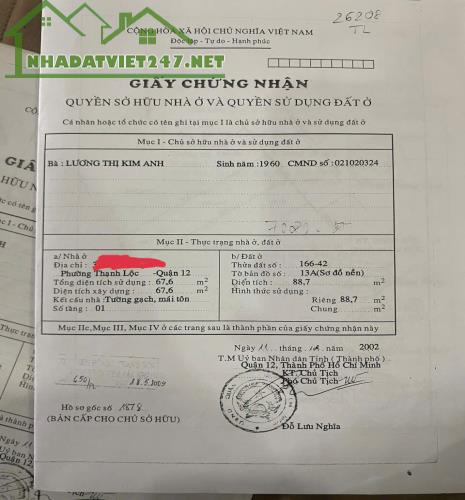 26208
TL
CỘNG HÒA XÃ HỘI CHỦ NGHĨA VIỆT NAM
Độc lập - Tự do - Hạnh phúc
NHADATVIET247.NET
GIẤY CHỨNG NHẬN
QUYỀN SỞ HỮU NHÀ Ở VÀ QUYỀN SỬ DỤNG ĐẤT Ở
Cá nhân hoặc tổ chức có tên ghi tại mục I là chủ sở hữu nhà ở và sử dụng đất ở
Mục I - Chủ sở hữu nhà ở và sử dụng đất ở
Bà : LƯƠNG THỊ KIM ANH Sinh năm :1960 CMND số :021020324
Mục II - Thực trạng nhà ở, đất ở
a/ Nhà ở
Địa chỉ : 3
Phường Thạnh Lộc -Quận 12
Tổng diện tích sử dụng : 67,6 m2
Diện tích xây dựng : 67,6 m2
Kết cấu nhà : Tường gạch, mái tôn
Số tầng : 01
b/ Đất ở
Thửa đất số : 166-42
Tờ bản đồ số : 13A(Sơ đồ nền)
Diện tích : 88,7 m2
Hình thức sử dụng :
Riêng 88,7 m2
Chung m2
Mục IIc, Mục III, Mục IV ở các trang sau là thành phần của giấy chứng nhận này
Ngày 11 tháng 12 năm 2002
T.M Ủy ban Nhân dân Tỉnh ( Thành phố )
Quận 12, Thành Phố Hồ Chí Minh
KT. Chủ Tịch
Phó Chủ Tịch
Hồ sơ gốc số 1678
(BẢN CẤP CHO CHỦ SỞ HỮU)
Đỗ Lưu Nghĩa